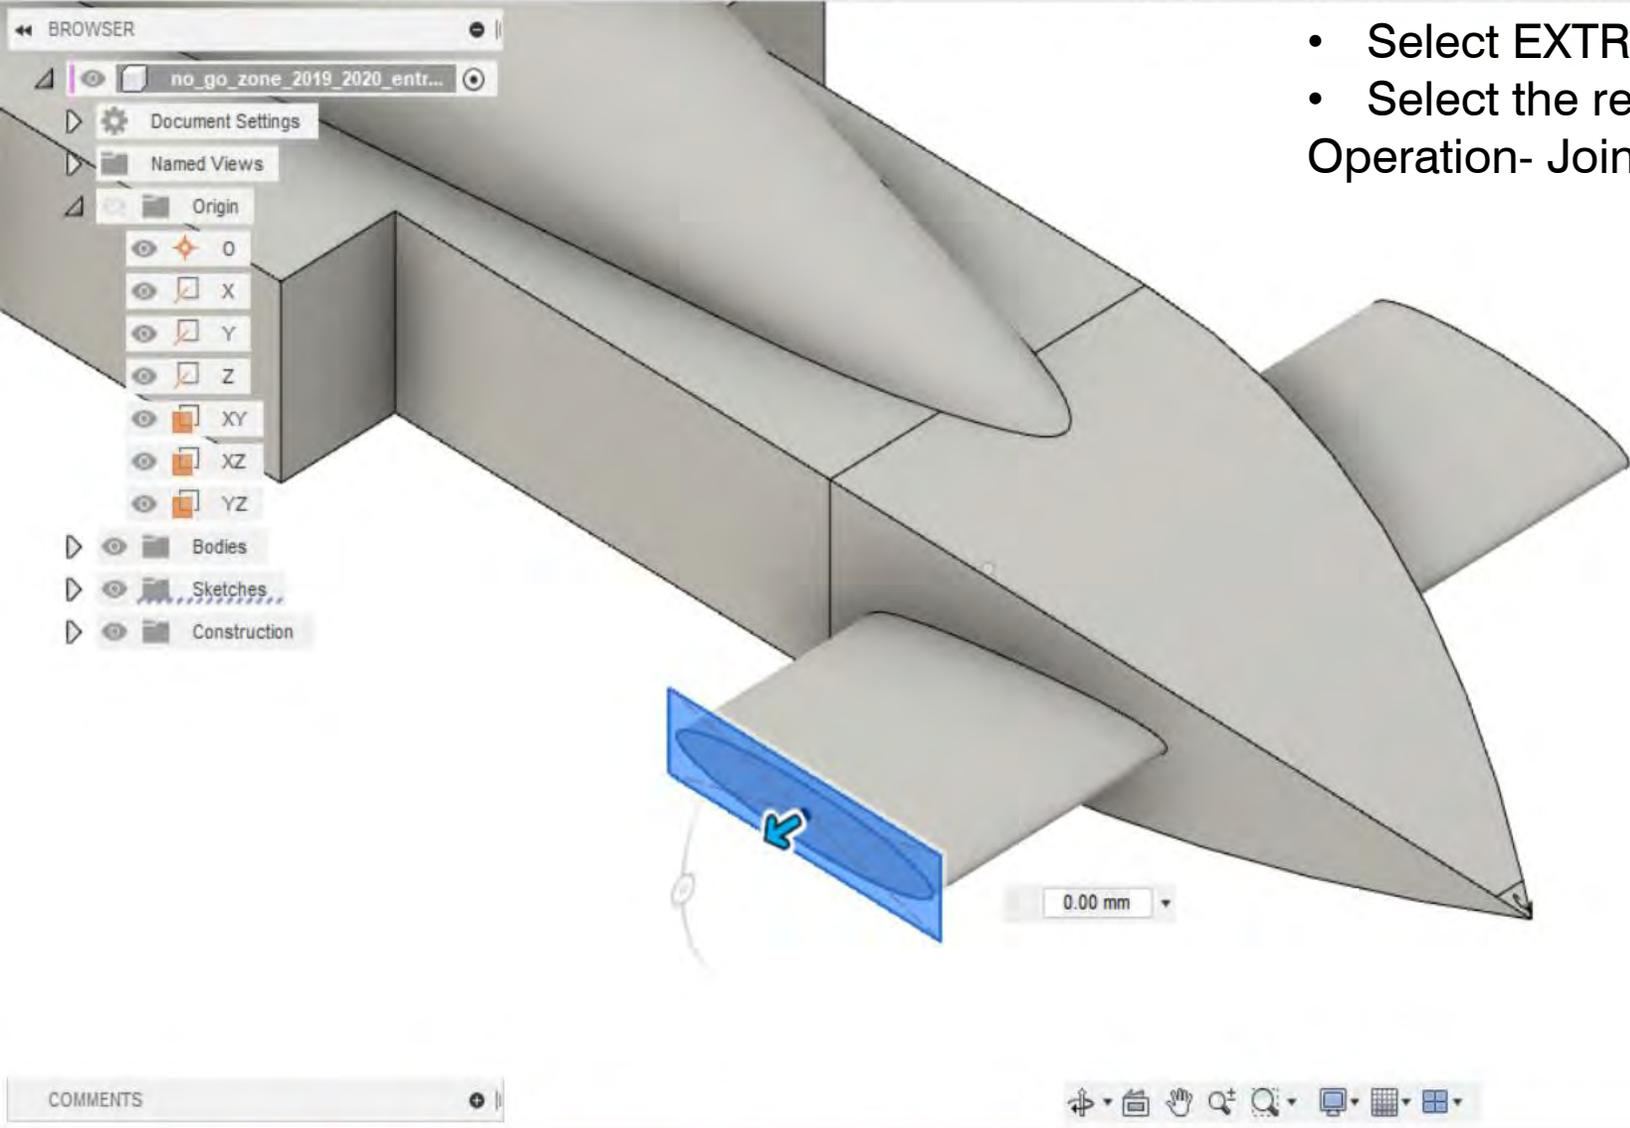 BROWSER
no_go_zone_2019_2020_entr...
Document Settings
Named Views
Origin
O
X
Y
Z
XY
XZ
YZ
Bodies
Sketches
Construction
• Select EXTR
• Select the re
Operation- Join
0.00 mm
COMMENTS